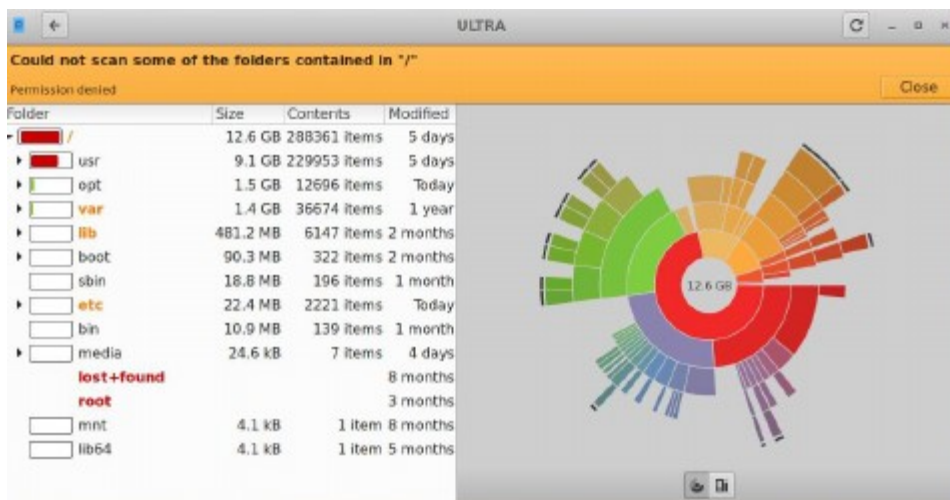 ULTRA
Could not scan some of the folders contained in "/"
Permission denied
Close
Folder Size Contents Modified
/ 12.6 GB 288361 items 5 days
usr 9.1 GB 229953 items 5 days
opt 1.5 GB 12696 items Today
var 1.4 GB 36674 items 1 year
lib 481.2 MB 6147 items 2 months
boot 90.3 MB 322 items 2 months
sbin 18.8 MB 196 items 1 month
etc 22.4 MB 2221 items Today
bin 10.9 MB 139 items 1 month
media 24.6 kB 7 items 4 days
lost+found 8 months
root 3 months
mnt 4.1 kB 1 item 8 months
lib64 4.1 kB 1 item 5 months
12.6 GB